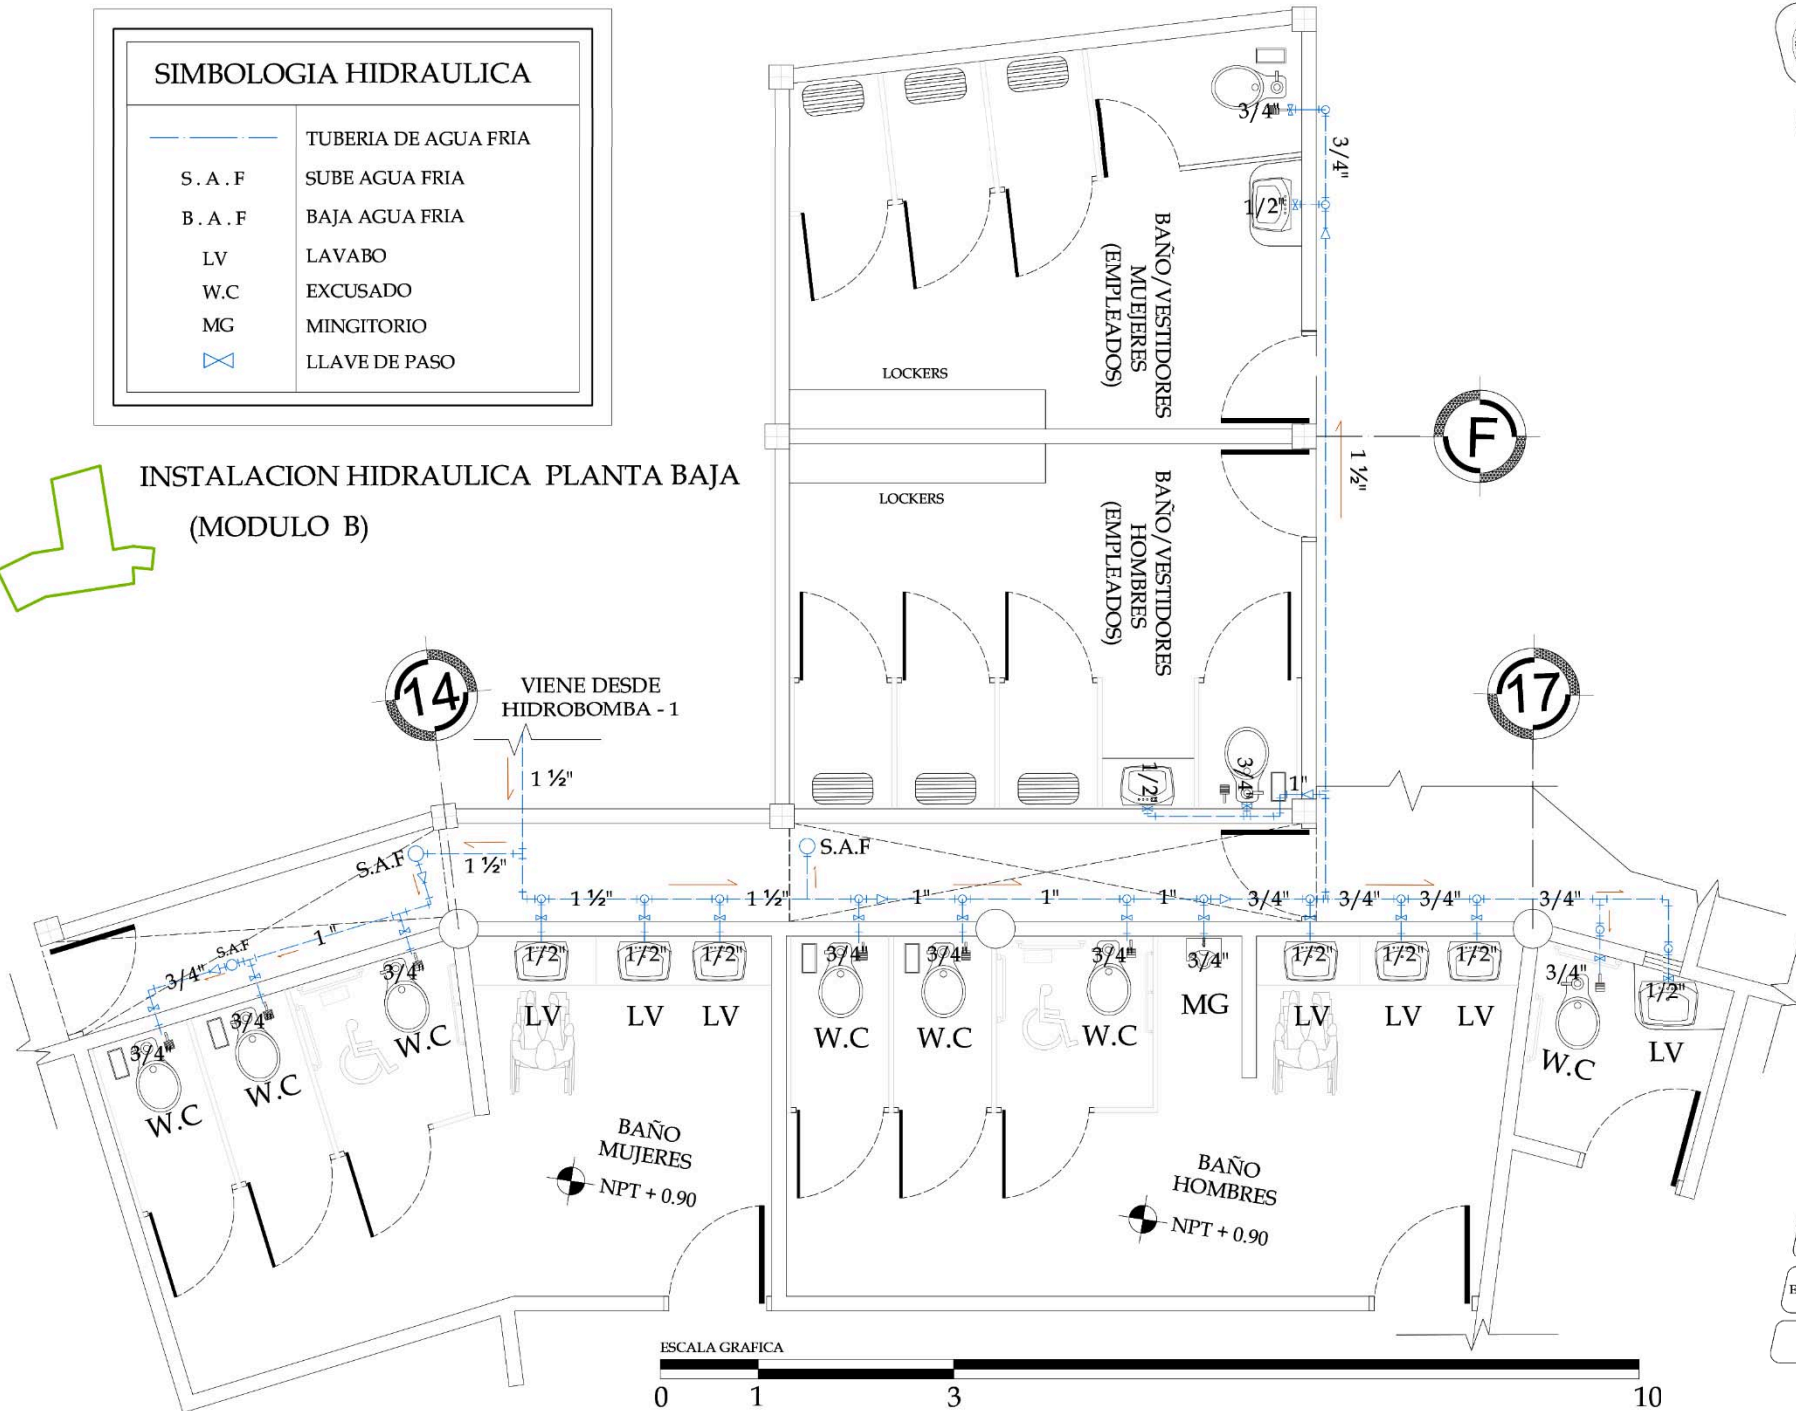 SIMBOLOGIA HIDRAULICA
TUBERIA DE AGUA FRIA
S.A.F SUBE AGUA FRIA
B.A.F BAJA AGUA FRIA
LV LAVABO
W.C EXCUSADO
MG MINGITORIO
LLAVE DE PASO
INSTALACION HIDRAULICA PLANTA BAJA
(MODULO B)
3/4"
3/4"
1/2"
BAÑO/VESTIDORES
MUEJERES
(EMPLEADOS)
LOCKERS
F
1 ½"
LOCKERS
BAÑO/VESTIDORES
HOMBRES
(EMPLEADOS)
14
VIENE DESDE
HIDROBOMBA - 1
17
1 ½"
1/2"
3/4"
1"
S.A.F
1 ½"
S.A.F
1 ½"
1 ½"
1"
1"
1"
3/4"
3/4"
3/4"
3/4"
1"
S.A.F
3/4"
3/4"
3/4"
3/4"
1/2"
1/2"
1/2"
3/4"
3/4"
3/4"
3/4"
1/2"
1/2"
1/2"
3/4"
1/2"
W.C
W.C
W.C
LV
LV
LV
W.C
W.C
W.C
MG
LV
LV
LV
W.C
LV
BAÑO
MUJERES
NPT + 0.90
BAÑO
HOMBRES
NPT + 0.90
ESCALA GRAFICA
0 1 3 10